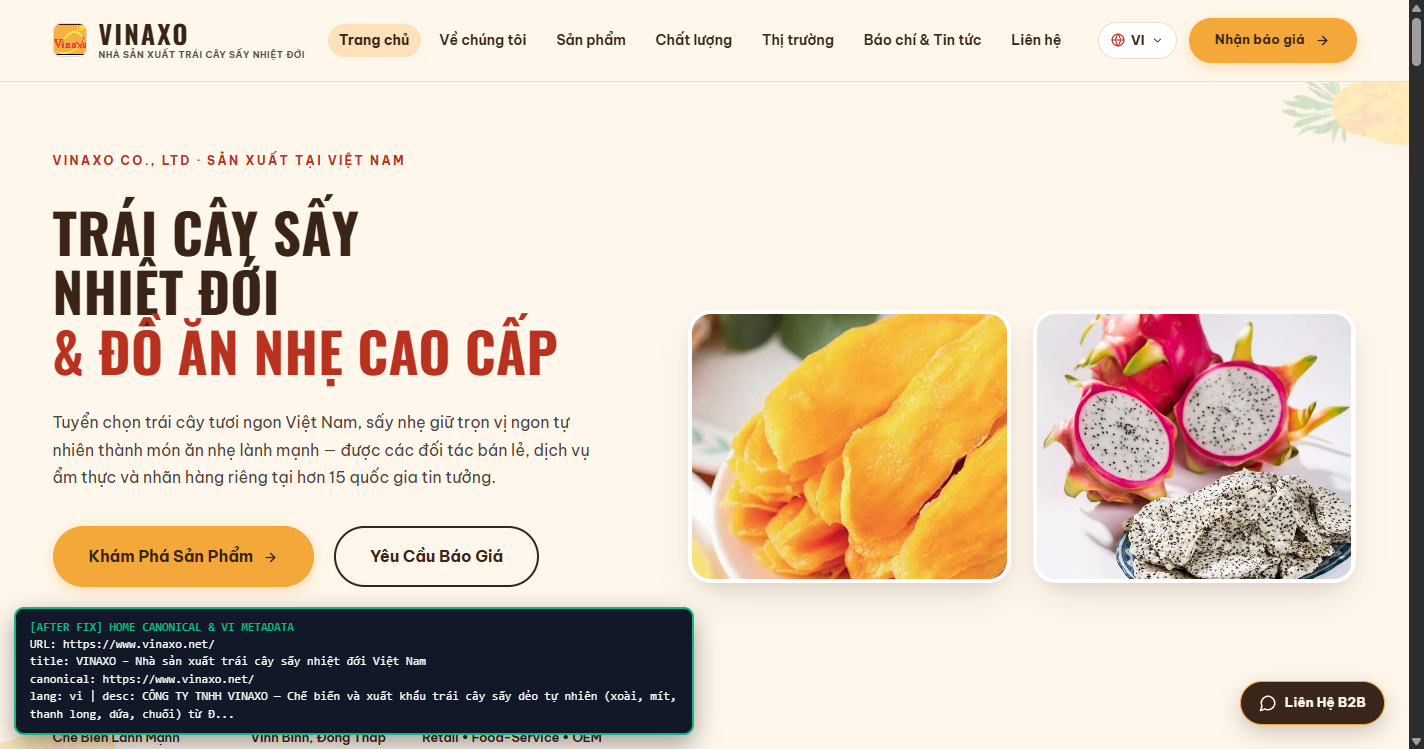 Vinaxo
VINAXO
NHÀ SẢN XUẤT TRÁI CÂY SẤY NHIỆT ĐỚI
Trang chủ
Về chúng tôi
Sản phẩm
Chất lượng
Thị trường
Báo chí & Tin tức
Liên hệ
VI
Nhận báo giá →
VINAXO CO., LTD · SẢN XUẤT TẠI VIỆT NAM
TRÁI CÂY SẤY
NHIỆT ĐỚI
& ĐỒ ĂN NHẸ CAO CẤP
Tuyển chọn trái cây tươi ngon Việt Nam, sấy nhẹ giữ trọn vị ngon tự
nhiên thành món ăn nhẹ lành mạnh — được các đối tác bán lẻ, dịch vụ
ẩm thực và nhãn hàng riêng tại hơn 15 quốc gia tin tưởng.
Khám Phá Sản Phẩm →
Yêu Cầu Báo Giá
[AFTER FIX] HOME CANONICAL & VI METADATA
URL: https://www.vinaxo.net/
title: VINAXO – Nhà sản xuất trái cây sấy nhiệt đới Việt Nam
canonical: https://www.vinaxo.net/
lang: vi | desc: CÔNG TY TNHH VINAXO – Chế biến và xuất khẩu trái cây sấy dẻo tự nhiên (xoài, mít,
thanh long, dứa, chuối) từ Đ...
Chế Biến Lành Mạnh
Vĩnh Bình, Đồng Tháp
Retail • Food-Service • OEM
Liên Hệ B2B